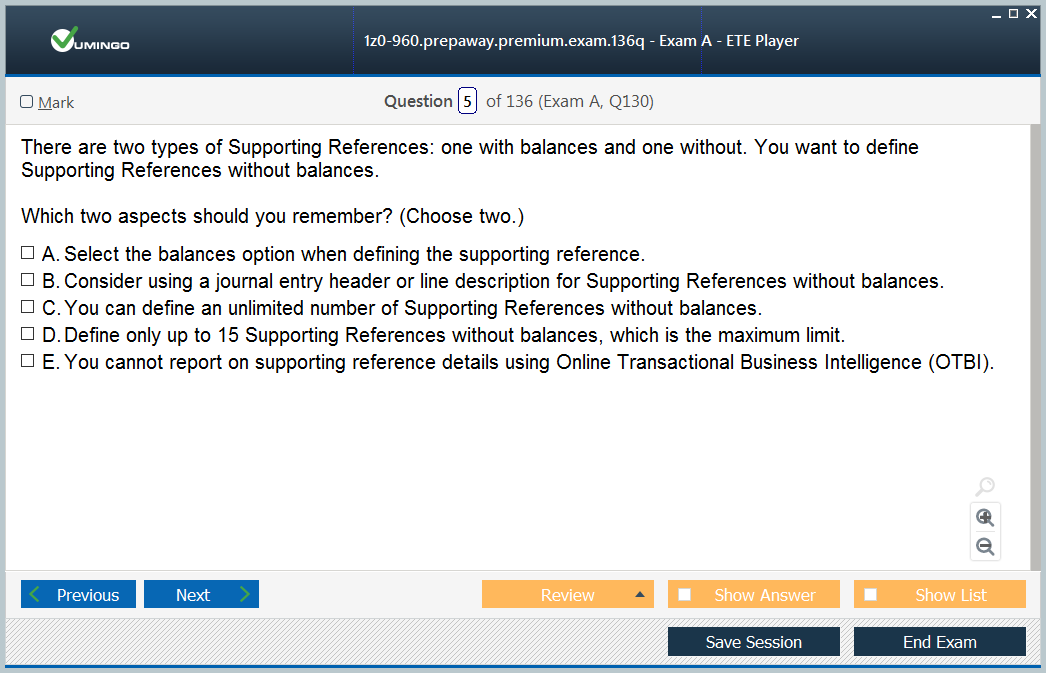 VUMINGO
1z0-960.prepaway.premium.exam.136q - Exam A - ETE Player
Mark
Question 5 of 136 (Exam A, Q130)
There are two types of Supporting References: one with balances and one without. You want to define
Supporting References without balances.
Which two aspects should you remember? (Choose two.)
A. Select the balances option when defining the supporting reference.
B. Consider using a journal entry header or line description for Supporting References without balances.
C. You can define an unlimited number of Supporting References without balances.
D. Define only up to 15 Supporting References without balances, which is the maximum limit.
E. You cannot report on supporting reference details using Online Transactional Business Intelligence (OTBI).
Previous Next Review Show Answer Show List
Save Session End Exam